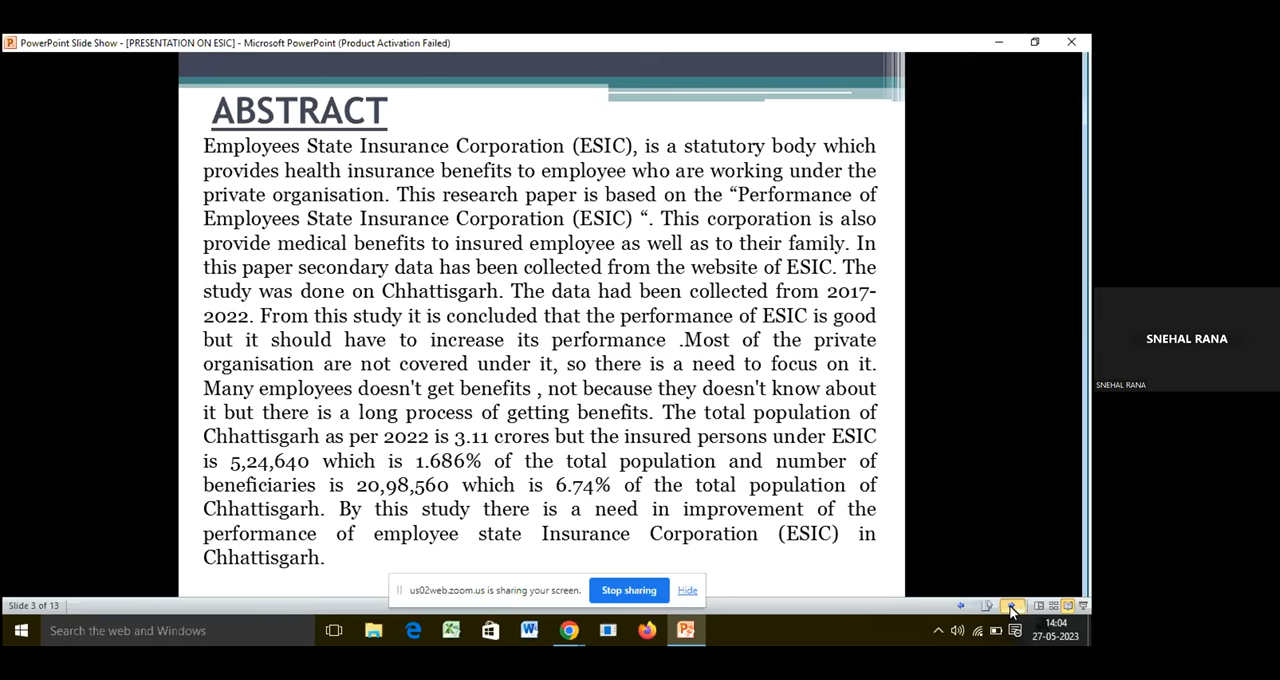 PowerPoint Slide Show - [PRESENTATION ON ESIC] - Microsoft PowerPoint (Product Activation Failed)
ABSTRACT
Employees State Insurance Corporation (ESIC), is a statutory body which
provides health insurance benefits to employee who are working under the
private organisation. This research paper is based on the “Performance of
Employees State Insurance Corporation (ESIC) “. This corporation is also
provide medical benefits to insured employee as well as to their family. In
this paper secondary data has been collected from the website of ESIC. The
study was done on Chhattisgarh. The data had been collected from 2017-
2022. From this study it is concluded that the performance of ESIC is good
but it should have to increase its performance .Most of the private
organisation are not covered under it, so there is a need to focus on it.
Many employees doesn't get benefits , not because they doesn't know about
it but there is a long process of getting benefits. The total population of
Chhattisgarh as per 2022 is 3.11 crores but the insured persons under ESIC
is 5,24,640 which is 1.686% of the total population and number of
beneficiaries is 20,98,560 which is 6.74% of the total population of
Chhattisgarh. By this study there is a need in improvement of the
performance of employee state Insurance Corporation (ESIC) in
Chhattisgarh.
SNEHAL RANA
SNEHAL RANA
us02web.zoom.us is sharing your screen. Stop sharing Hide
Slide 3 of 13
Search the web and Windows
14:04
27-05-2023